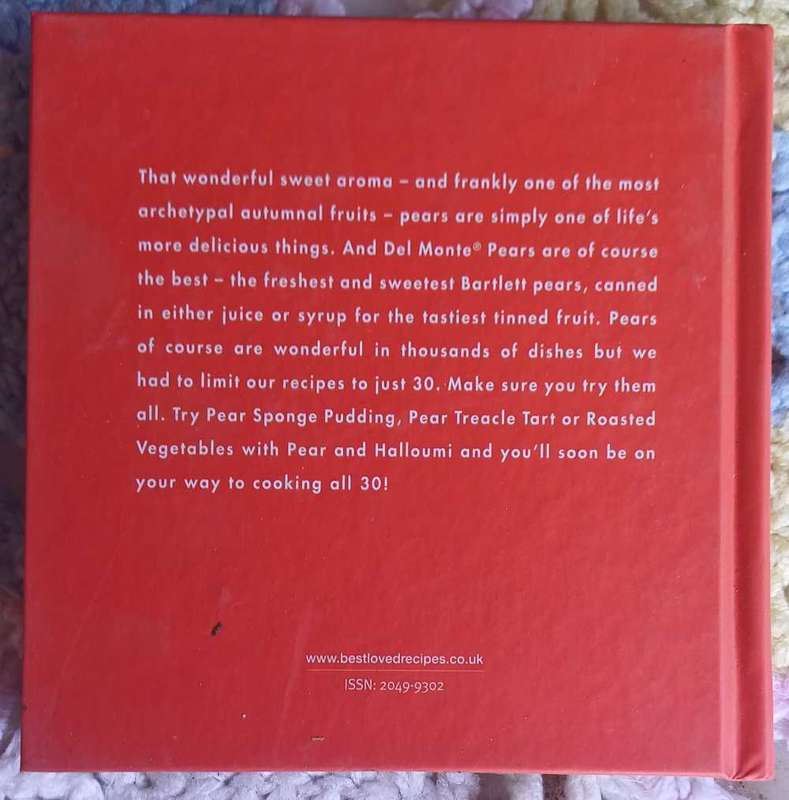 That wonderful sweet aroma – and frankly one of the most
archetypal autumnal fruits – pears are simply one of life's
more delicious things. And Del Monte® Pears are of course
the best – the freshest and sweetest Bartlett pears, canned
in either juice or syrup for the tastiest tinned fruit. Pears
of course are wonderful in thousands of dishes but we
had to limit our recipes to just 30. Make sure you try them
all. Try Pear Sponge Pudding, Pear Treacle Tart or Roasted
Vegetables with Pear and Halloumi and you'll soon be on
your way to cooking all 30!
www.bestlovedrecipes.co.uk
ISSN: 2049-9302